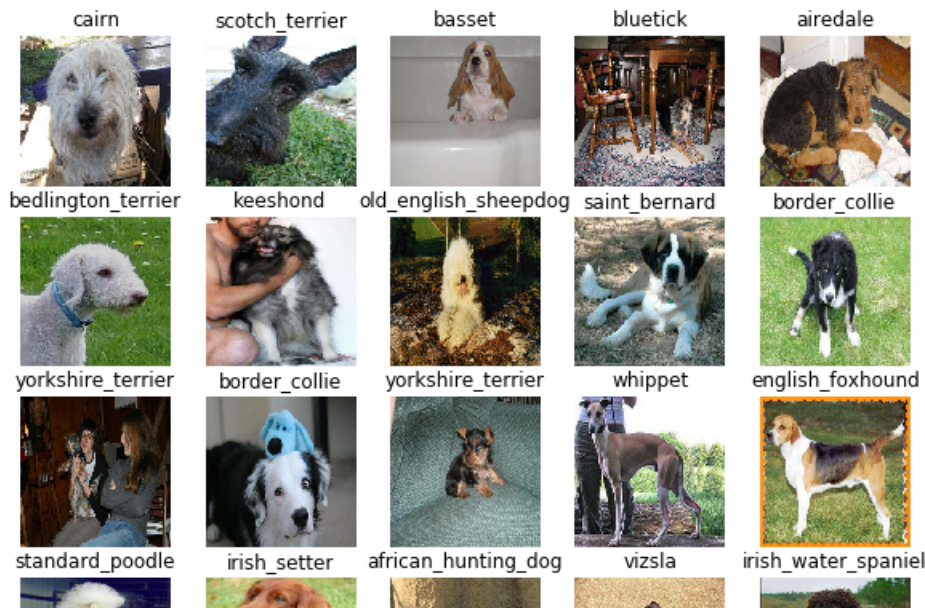 cairn scotch_terrier basset bluetick airedale
bedlington_terrier keeshond old_english_sheepdog saint_bernard border_collie
yorkshire_terrier border_collie yorkshire_terrier whippet english_foxhound
standard_poodle irish_setter african_hunting_dog vizsla irish_water_spaniel